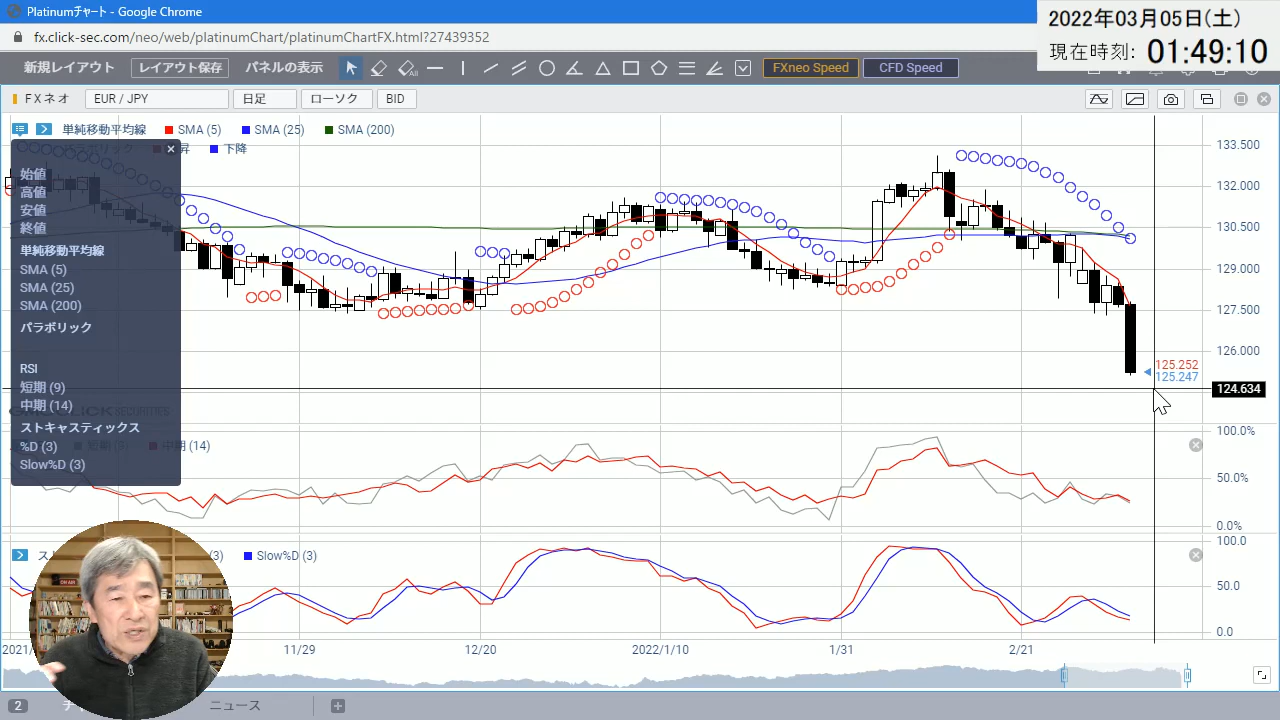 Platinumチャート - Google Chrome
fx.click-sec.com/neo/web/platinumChart/platinumChartFX.html?27439352
2022年03月05日(土)
現在時刻: 01:49:10
新規レイアウト レイアウト保存 パネルの表示 FXneo Speed CFD Speed
FXネオ EUR / JPY 日足 ローソク BID
単純移動平均線 SMA (5) SMA (25) SMA (200)
下降
始値
高値
安値
終値
単純移動平均線
SMA (5)
SMA (25)
SMA (200)
パラボリック
RSI
短期 (9)
中期 (14)
ストキャスティックス
%D (3)
Slow%D (3)
133.500
132.000
130.500
129.000
127.500
126.000
125.252
125.247
124.634
短期 (9) 中期 (14)
100.0%
50.0%
0.0%
(3) Slow%D (3)
100.0
50.0
0.0
2021/ 11/29 12/20 2022/1/10 1/31 2/21
2 ニュース